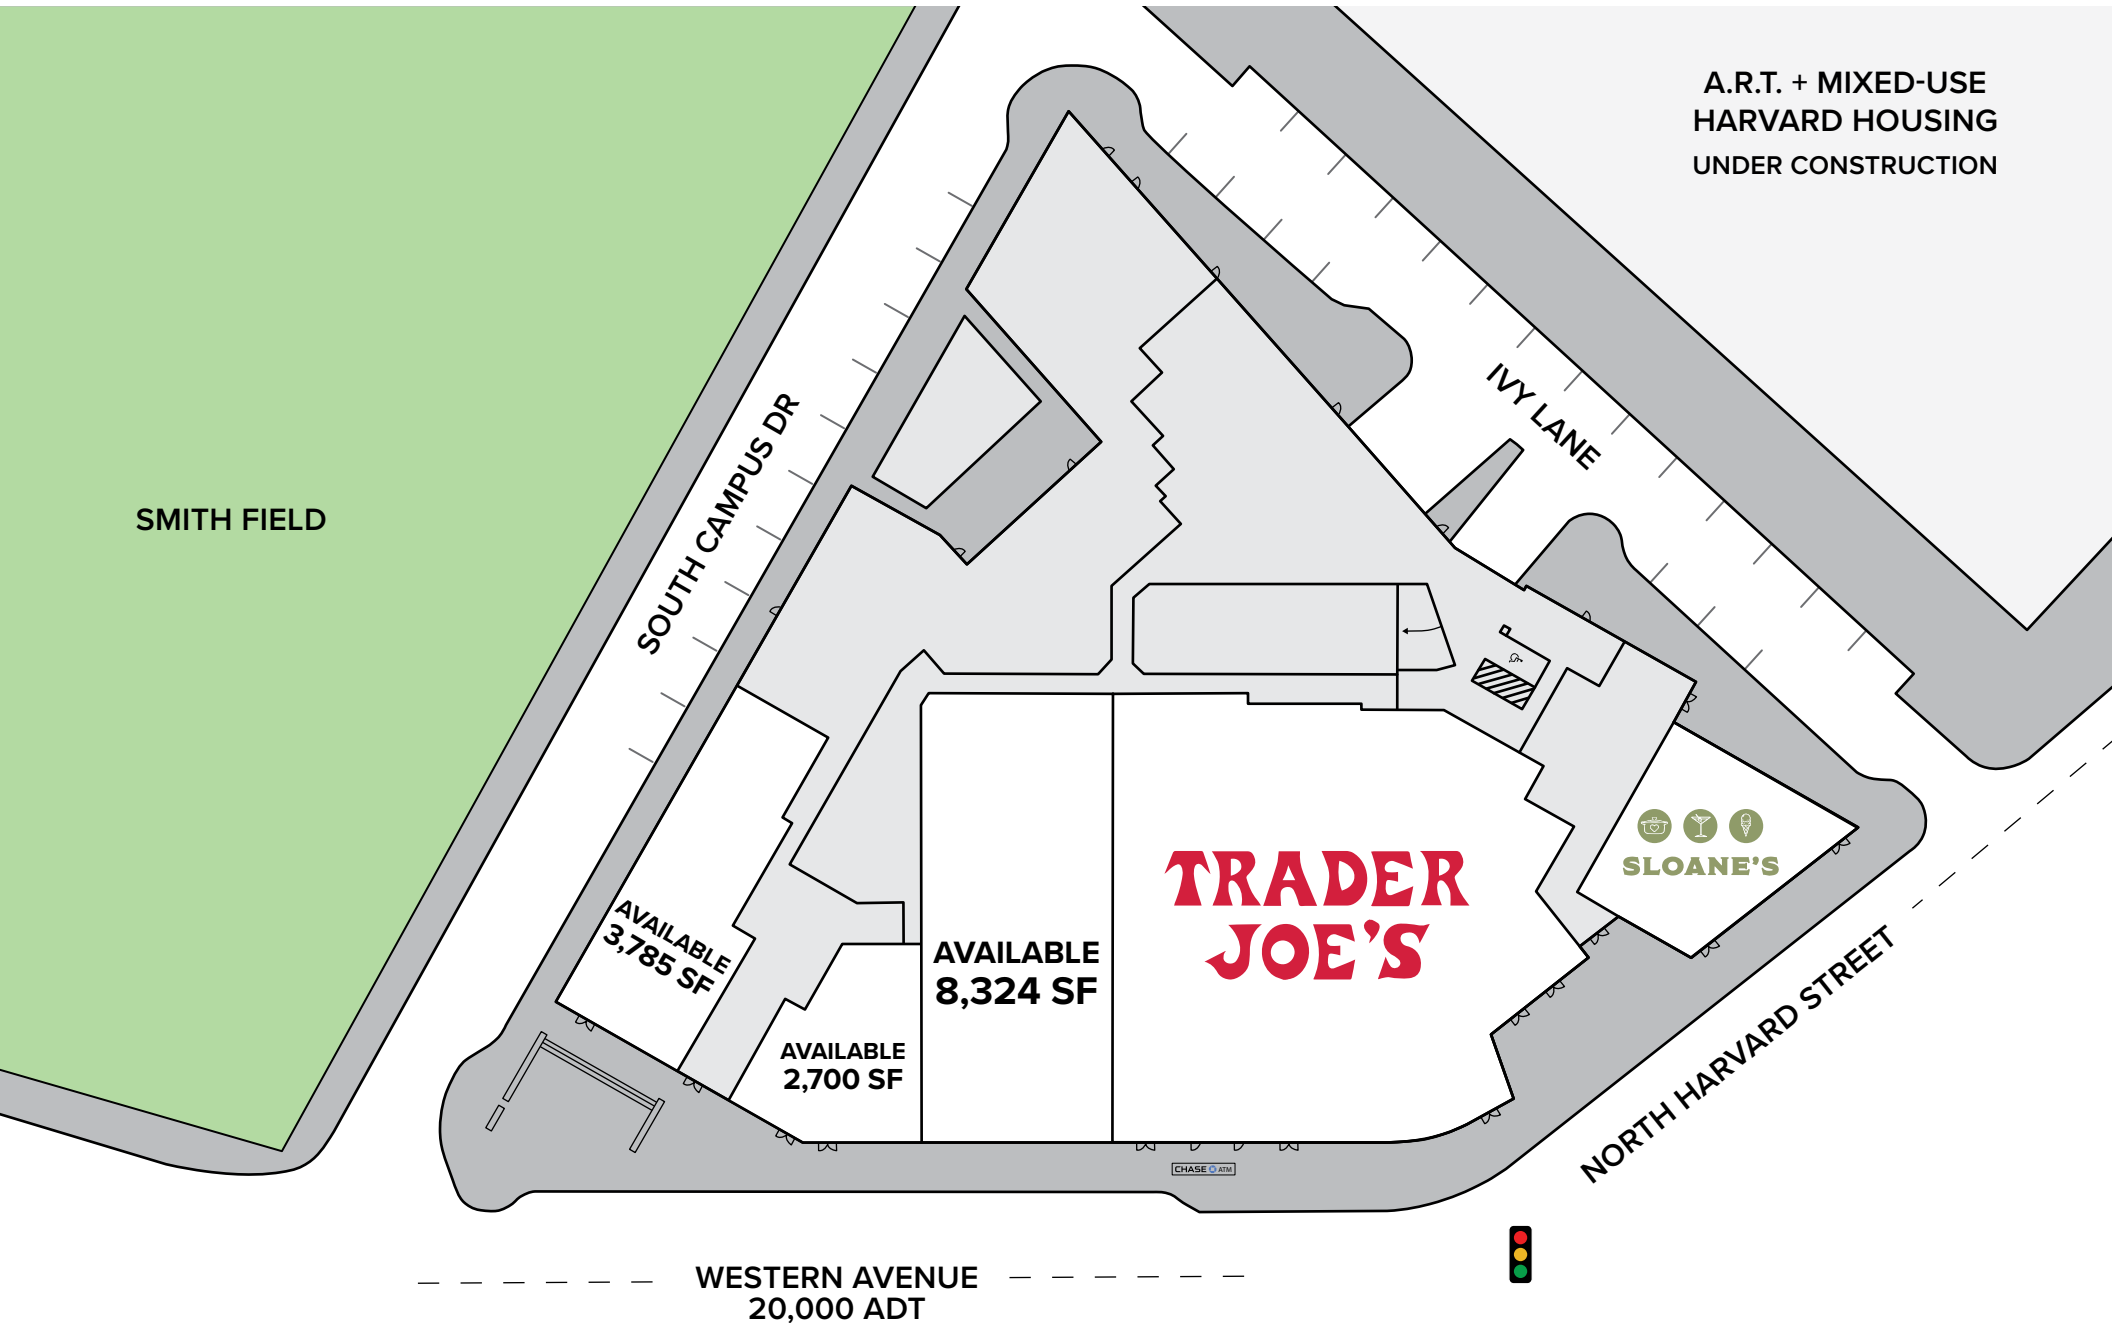 A.R.T. + MIXED-USE
HARVARD HOUSING
UNDER CONSTRUCTION
IVY LANE
SMITH FIELD
SOUTH CAMPUS DR
TRADER
JOE'S
SLOANE'S
AVAILABLE
3,785 SF
AVAILABLE
8,324 SF
AVAILABLE
2,700 SF
NORTH HARVARD STREET
CHASE ATM
WESTERN AVENUE
20,000 ADT